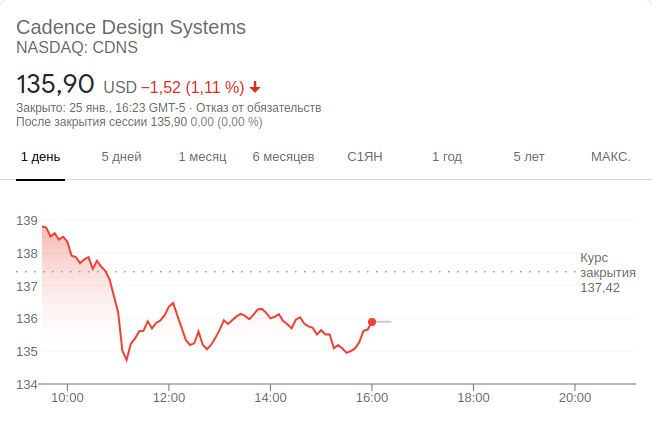 Cadence Design Systems
NASDAQ: CDNS
135,90 USD −1,52 (1,11 %)
Закрыто: 25 янв., 16:23 GMT-5 · Отказ от обязательств
После закрытия сессии 135,90 0,00 (0,00 %)
1 день 5 дней 1 месяц 6 месяцев С1ЯН 1 год 5 лет МАКС.
139
138
137
136
135
134
Курс
закрытия
137,42
10:00 12:00 14:00 16:00 18:00 20:00